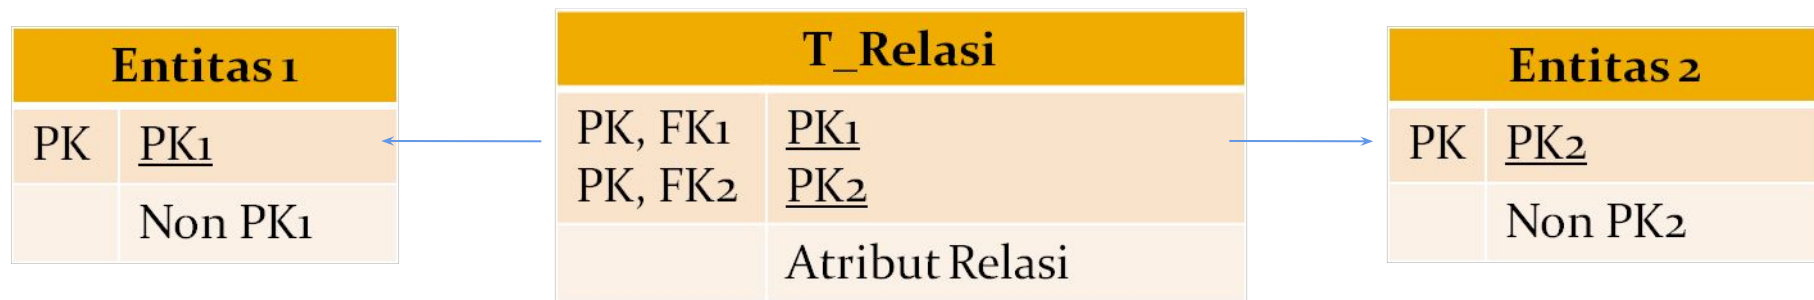 Entitas 1
PK PK1
Non PK1
T_Relasi
PK, FK1 PK1
PK, FK2 PK2
Atribut Relasi
Entitas 2
PK PK2
Non PK2